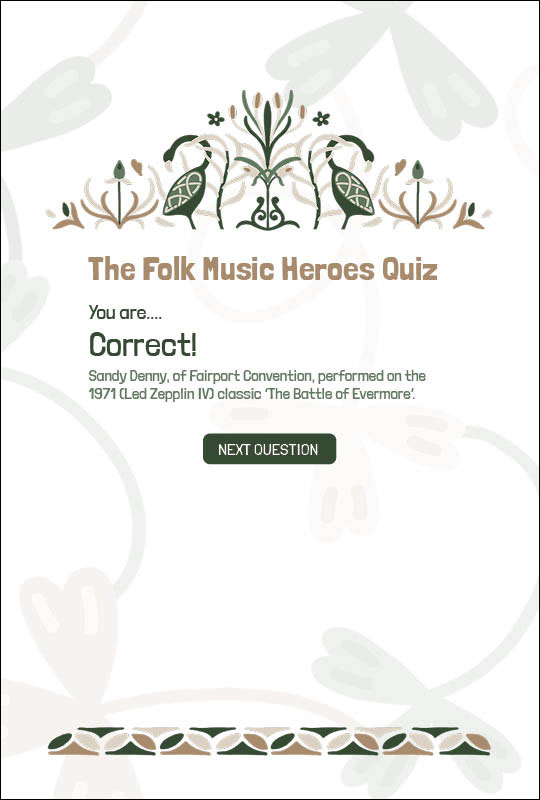 The Folk Music Heroes Quiz
You are....
Correct!
Sandy Denny, of Fairport Convention, performed on the
1971 (Led Zepplin IV) classic ‘The Battle of Evermore’.
NEXT QUESTION